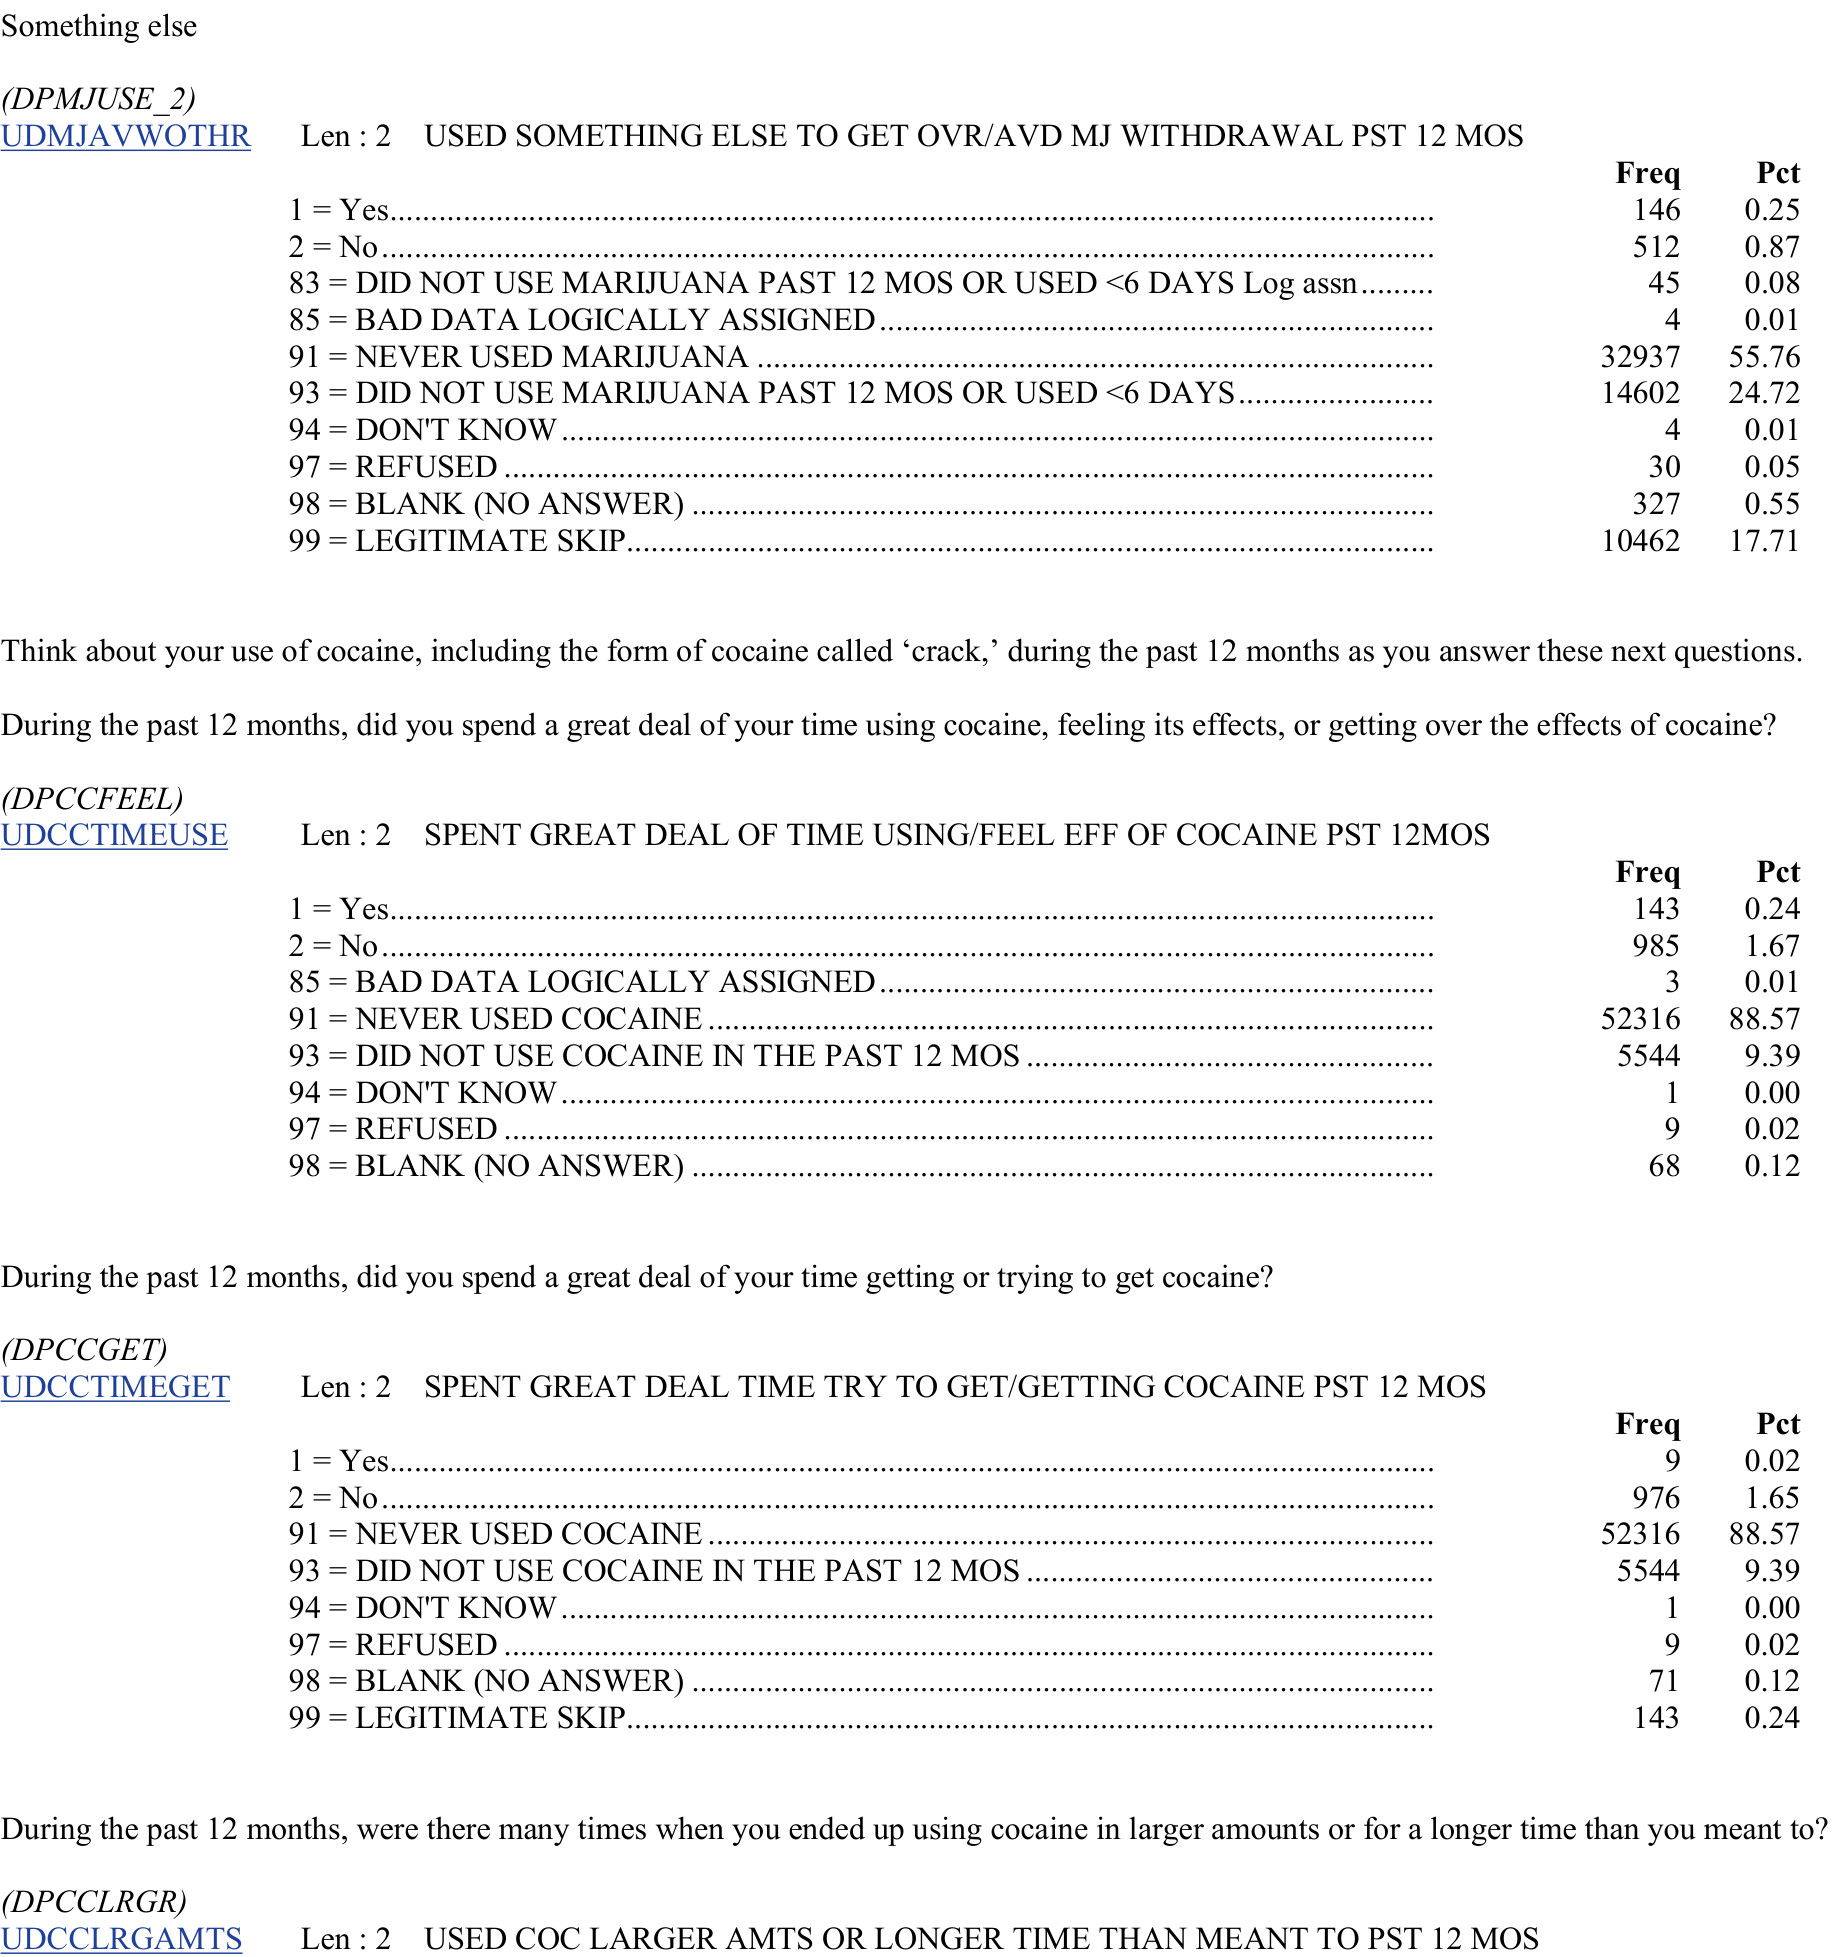 Something else
(DPMJUSE_2)
UDMJAVWOTHR Len : 2 USED SOMETHING ELSE TO GET OVR/AVD MJ WITHDRAWAL PST 12 MOS
Freq Pct
1 = Yes 146 0.25
2 = No 512 0.87
83 = DID NOT USE MARIJUANA PAST 12 MOS OR USED <6 DAYS Log assn 45 0.08
85 = BAD DATA LOGICALLY ASSIGNED 4 0.01
91 = NEVER USED MARIJUANA 32937 55.76
93 = DID NOT USE MARIJUANA PAST 12 MOS OR USED <6 DAYS 14602 24.72
94 = DON'T KNOW 4 0.01
97 = REFUSED 30 0.05
98 = BLANK (NO ANSWER) 327 0.55
99 = LEGITIMATE SKIP 10462 17.71
Think about your use of cocaine, including the form of cocaine called ‘crack,’ during the past 12 months as you answer these next questions.
During the past 12 months, did you spend a great deal of your time using cocaine, feeling its effects, or getting over the effects of cocaine?
(DPCCFEEL)
UDCCTIMEUSE Len : 2 SPENT GREAT DEAL OF TIME USING/FEEL EFF OF COCAINE PST 12MOS
Freq Pct
1 = Yes 143 0.24
2 = No 985 1.67
85 = BAD DATA LOGICALLY ASSIGNED 3 0.01
91 = NEVER USED COCAINE 52316 88.57
93 = DID NOT USE COCAINE IN THE PAST 12 MOS 5544 9.39
94 = DON'T KNOW 1 0.00
97 = REFUSED 9 0.02
98 = BLANK (NO ANSWER) 68 0.12
During the past 12 months, did you spend a great deal of your time getting or trying to get cocaine?
(DPCCGET)
UDCCTIMEGET Len : 2 SPENT GREAT DEAL TIME TRY TO GET/GETTING COCAINE PST 12 MOS
Freq Pct
1 = Yes 9 0.02
2 = No 976 1.65
91 = NEVER USED COCAINE 52316 88.57
93 = DID NOT USE COCAINE IN THE PAST 12 MOS 5544 9.39
94 = DON'T KNOW 1 0.00
97 = REFUSED 9 0.02
98 = BLANK (NO ANSWER) 71 0.12
99 = LEGITIMATE SKIP 143 0.24
During the past 12 months, were there many times when you ended up using cocaine in larger amounts or for a longer time than you meant to?
(DPCCLRGR)
UDCCLRGAMTS Len : 2 USED COC LARGER AMTS OR LONGER TIME THAN MEANT TO PST 12 MOS